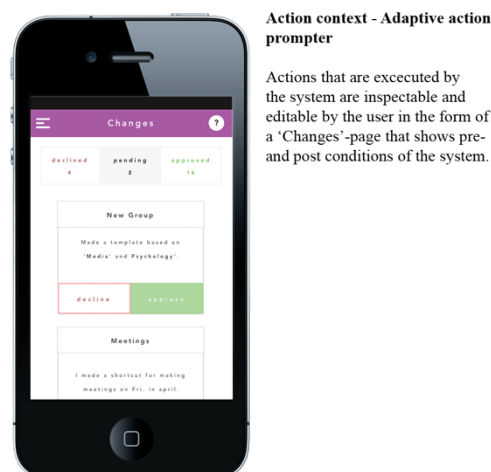 Changes
?
declined
pending
approved
4
2
16
New Group
Made a template based on
'Media' and Psychology'.
decline
approve
Meetings
I made a shortcut for making
meetings on Fri. in april.
Action context - Adaptive action
prompter
Actions that are excecuted by
the system are inspectable and
editable by the user in the form of
a ‘Changes’-page that shows pre-
and post conditions of the system.